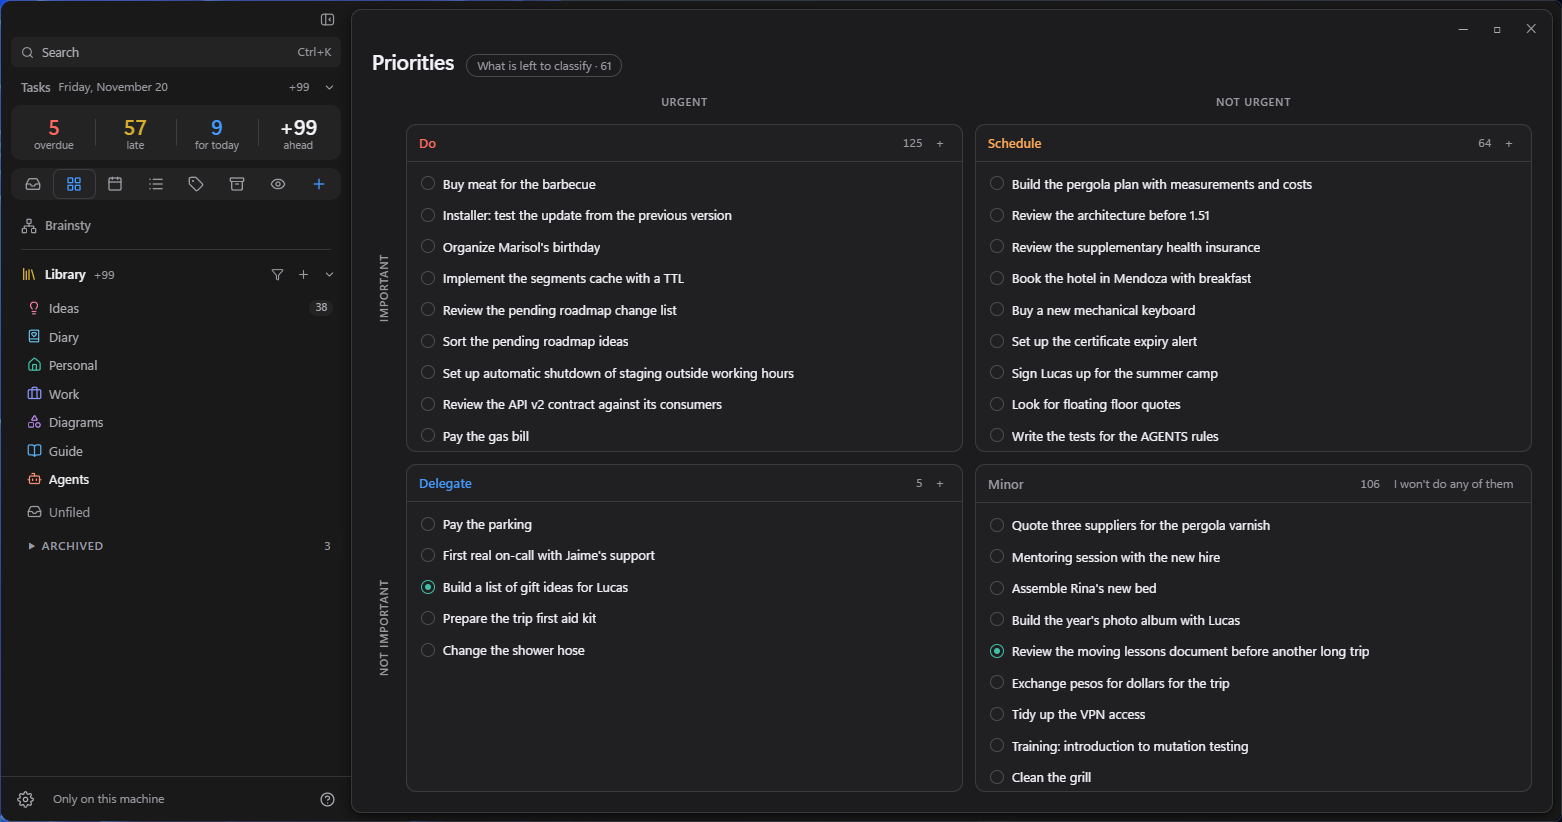 Search Ctrl+K
Tasks Friday, November 20 +99
5 57 9 +99
overdue late for today ahead
Brainsty
Library +99
Ideas 38
Diary
Personal
Work
Diagrams
Guide
Agents
Unfiled
ARCHIVED 3
Only on this machine
Priorities What is left to classify · 61
URGENT NOT URGENT
IMPORTANT
Do 125 +
Buy meat for the barbecue
Installer: test the update from the previous version
Organize Marisol's birthday
Implement the segments cache with a TTL
Review the pending roadmap change list
Sort the pending roadmap ideas
Set up automatic shutdown of staging outside working hours
Review the API v2 contract against its consumers
Pay the gas bill
Schedule 64 +
Build the pergola plan with measurements and costs
Review the architecture before 1.51
Review the supplementary health insurance
Book the hotel in Mendoza with breakfast
Buy a new mechanical keyboard
Set up the certificate expiry alert
Sign Lucas up for the summer camp
Look for floating floor quotes
Write the tests for the AGENTS rules
NOT IMPORTANT
Delegate 5 +
Pay the parking
First real on-call with Jaime's support
Build a list of gift ideas for Lucas
Prepare the trip first aid kit
Change the shower hose
Minor 106 I won't do any of them
Quote three suppliers for the pergola varnish
Mentoring session with the new hire
Assemble Rina's new bed
Build the year's photo album with Lucas
Review the moving lessons document before another long trip
Exchange pesos for dollars for the trip
Tidy up the VPN access
Training: introduction to mutation testing
Clean the grill